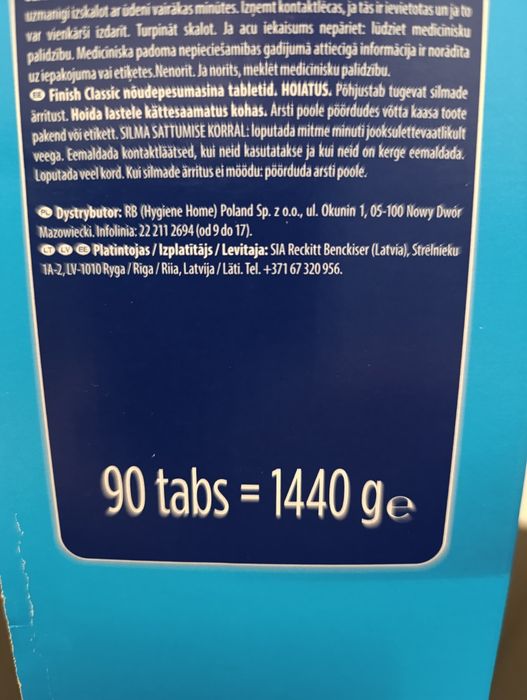 uzmanīgi izskalot ar ūdeni vairākas minūtes. Izņemt kontaktlēcas, ja tās ir ievietotas un ja to
var vienkārši izdarīt. Turpināt skalot. Ja acu iekaisums nepāriet: lūdziet medicīnisku
palīdzību. Medicīniska padoma nepieciešamības gadījumā attiecīgā informācija ir norādīta
uz iepakojuma vai etiķetes. Nenorīt. Ja norīts, meklēt medicīnisku palīdzību.
EE Finish Classic nõudepesumasina tabletid. HOIATUS. Põhjustab tugevat silmade
ärritust. Hoida lastele kättesaamatus kohas. Arsti poole pöördudes võtta kaasa toote
pakend või etikett. SILMA SATTUMISE KORRAL: loputada mitme minuti jooksul ettevaatlikult
veega. Eemaldada kontaktläätsed, kui neid kasutatakse ja kui neid on kerge eemaldada.
Loputada veel kord. Kui silmade ärritus ei möödu: pöörduda arsti poole.
PL Dystrybutor: RB (Hygiene Home) Poland Sp. z o.o., ul. Okunin 1, 05-100 Nowy Dwór
Mazowiecki. Infolinia: 22 211 2694 (od 9 do 17).
LT LV EE Platintojas / Izplatītājs / Levitaja: SIA Reckitt Benckiser (Latvia), Strēlnieku
1A-2, LV-1010 Ryga / Rīga / Riia, Latvija / Läti. Tel. +371 67 320 956.
90 tabs = 1440 g e